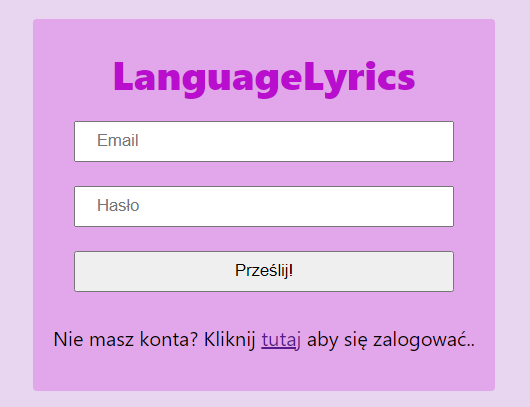 LanguageLyrics
Email
Hasło
Prześlij!
Nie masz konta? Kliknij tutaj aby się zalogować..